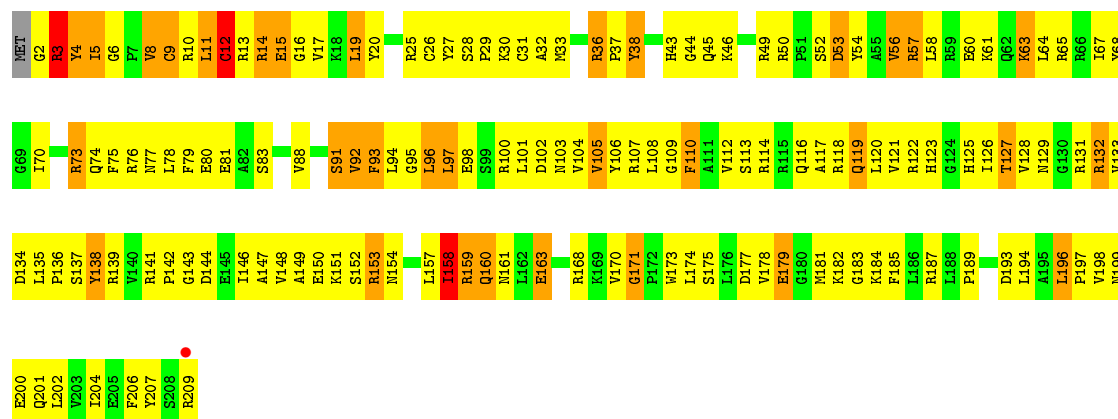 MET G2 R3 Y4 I5 G6 P7 V8 C9 R10 L11 C12 R13 R14 E15 G16 V17 K18 L19 Y20 R25 C26 Y27 S28 P29 K30 C31 A32 M33 R36 P37 Y38 H43 G44 Q45 K46 R49 R50 P51 S52 D53 Y54 A55 V56 R57 L58 R59 E60 K61 Q62 K63 L64 R65 R66 I67 Y68
G69 I70 R73 Q74 F75 R76 N77 L78 F79 E80 E81 A82 S83 V88 S91 V92 F93 L94 G95 L96 L97 E98 S99 R100 L101 D102 N103 V104 V105 Y106 R107 L108 G109 F110 A111 V112 S113 R114 R115 Q116 A117 R118 Q119 L120 V121 R122 H123 G124 H125 I126 T127 V128 N129 G130 R131 R132 V133
D134 L135 P136 S137 Y138 R139 V140 R141 P142 G143 D144 E145 I146 A147 V148 A149 E150 K151 S152 R153 N154 L157 I158 R159 Q160 N161 L162 E163 R168 K169 V170 G171 P172 W173 L174 S175 L176 D177 V178 E179 G180 M181 K182 G183 K184 F185 L186 R187 L188 P189 D193 L194 A195 L196 P197 V198 N199
E200 Q201 L202 V203 I204 E205 F206 Y207 S208 R209